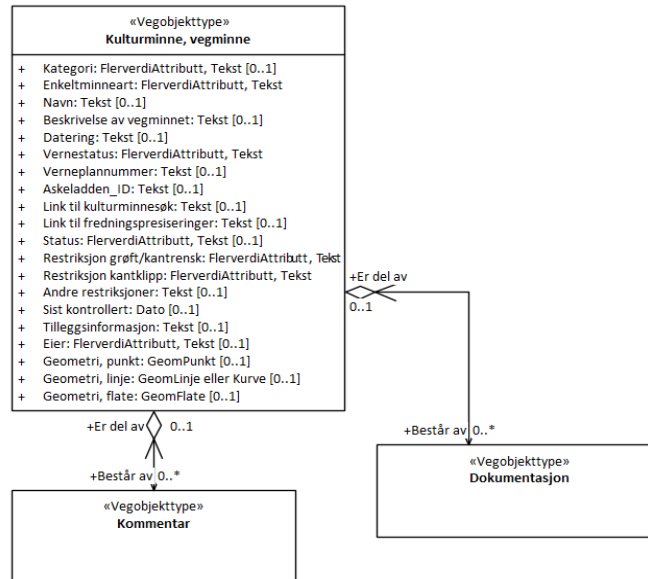 «Vegobjekttype»
Kulturminne, vegminne
+ Kategori: FlerverdiAttributt, Tekst [0..1]
+ Enkeltminneart: FlerverdiAttributt, Tekst
+ Navn: Tekst [0..1]
+ Beskrivelse av vegminnet: Tekst [0..1]
+ Datering: Tekst [0..1]
+ Vernestatus: FlerverdiAttributt, Tekst
+ Verneplannummer: Tekst [0..1]
+ Askeladden_ID: Tekst [0..1]
+ Link til kulturminnesøk: Tekst [0..1]
+ Link til fredningspresiseringer: Tekst [0..1]
+ Status: FlerverdiAttributt, Tekst [0..1]
+ Restriksjon grøft/kantrensk: FlerverdiAttributt, Tekst
+ Restriksjon kantklipp: FlerverdiAttributt, Tekst
+ Andre restriksjoner: Tekst [0..1]
+ Sist kontrollert: Dato [0..1]
+ Tilleggsinformasjon: Tekst [0..1]
+ Eier: FlerverdiAttributt, Tekst [0..1]
+ Geometri, punkt: GeomPunkt [0..1]
+ Geometri, linje: GeomLinje eller Kurve [0..1]
+ Geometri, flate: GeomFlate [0..1]
+Er del av
0..1
+Er del av 0..1
+Består av 0..*
«Vegobjekttype»
Dokumentasjon
+Består av 0..*
«Vegobjekttype»
Kommentar